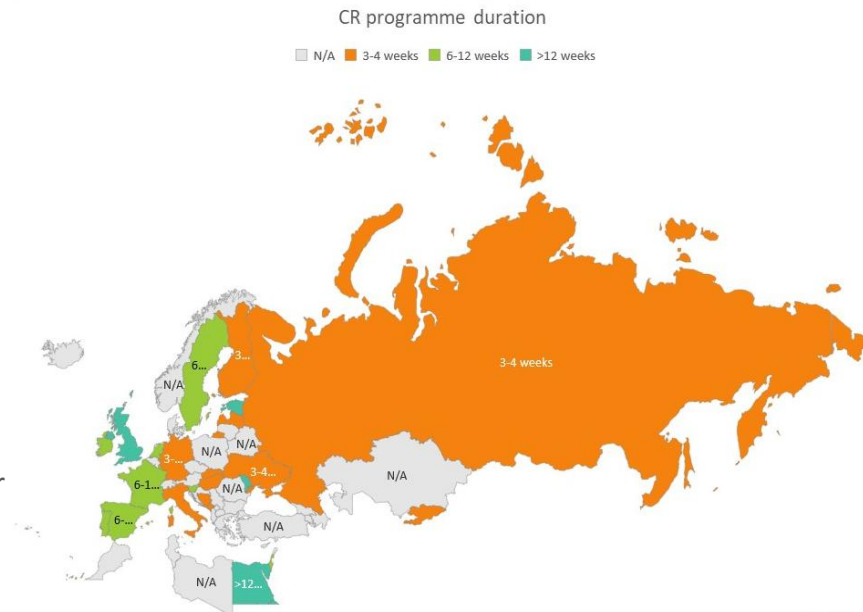 CR programme duration
N/A 3-4 weeks 6-12 weeks >12 weeks
3-4 weeks
6...
3...
N/A
3-...
N/A
N/A
3-4...
N/A
6-1...
N/A
6-...
N/A
N/A
>12...
r